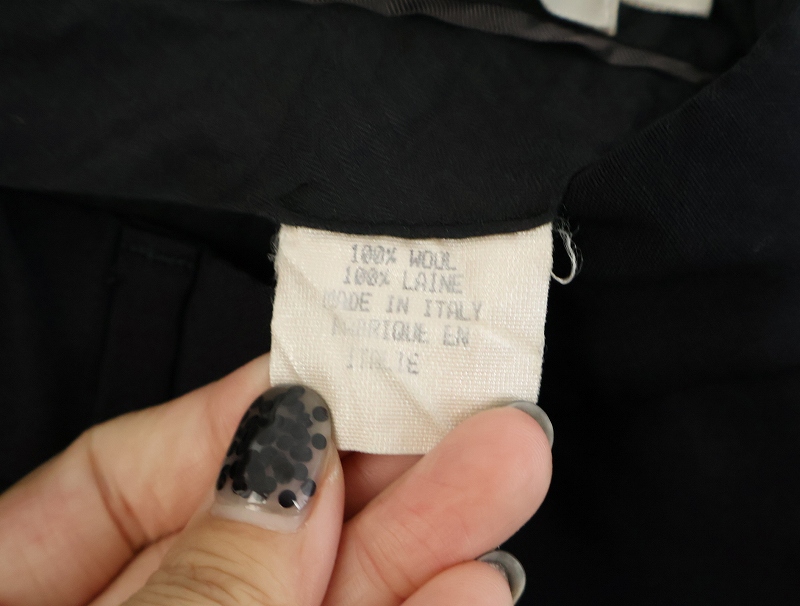 100% WOOL
100% LAINE
MADE IN ITALY
FABRIQUE EN
ITALIE